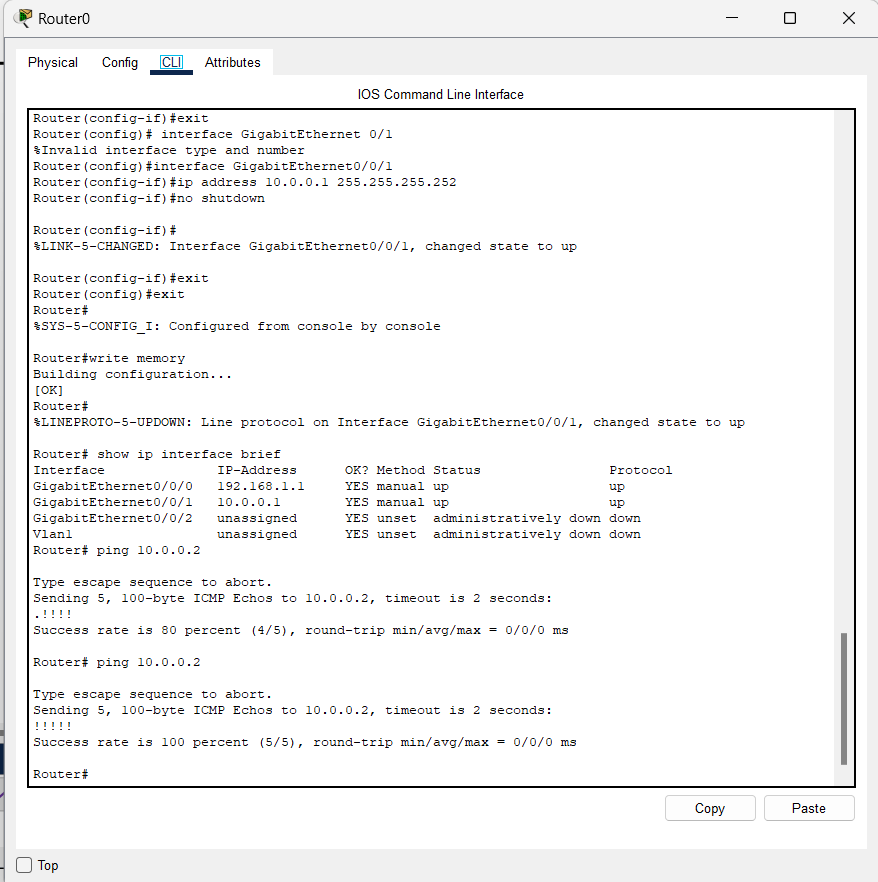 Router0
Physical Config CLI Attributes
IOS Command Line Interface
Router(config-if)#exit
Router(config)# interface GigabitEthernet 0/1
%Invalid interface type and number
Router(config)#interface GigabitEthernet0/0/1
Router(config-if)#ip address 10.0.0.1 255.255.255.252
Router(config-if)#no shutdown
Router(config-if)#
%LINK-5-CHANGED: Interface GigabitEthernet0/0/1, changed state to up
Router(config-if)#exit
Router(config)#exit
Router#
%SYS-5-CONFIG_I: Configured from console by console
Router#write memory
Building configuration...
[OK]
Router#
%LINEPROTO-5-UPDOWN: Line protocol on Interface GigabitEthernet0/0/1, changed state to up
Router# show ip interface brief
Interface IP-Address OK? Method Status Protocol
GigabitEthernet0/0/0 192.168.1.1 YES manual up up
GigabitEthernet0/0/1 10.0.0.1 YES manual up up
GigabitEthernet0/0/2 unassigned YES unset administratively down down
Vlan1 unassigned YES unset administratively down down
Router# ping 10.0.0.2
Type escape sequence to abort.
Sending 5, 100-byte ICMP Echos to 10.0.0.2, timeout is 2 seconds:
.!!!!
Success rate is 80 percent (4/5), round-trip min/avg/max = 0/0/0 ms
Router# ping 10.0.0.2
Type escape sequence to abort.
Sending 5, 100-byte ICMP Echos to 10.0.0.2, timeout is 2 seconds:
!!!!!
Success rate is 100 percent (5/5), round-trip min/avg/max = 0/0/0 ms
Router#
Copy Paste
Top